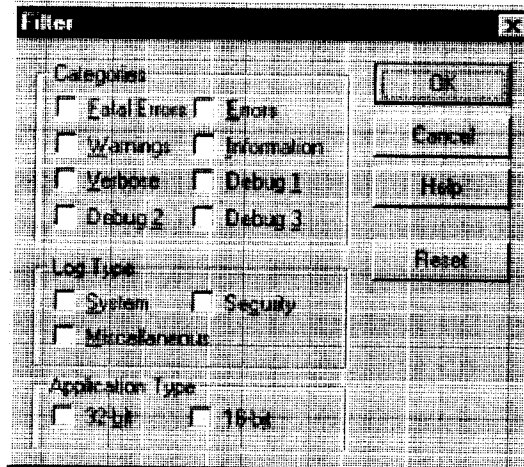 Filter
Categories
Fatal Errors Errors
Warnings Information
Verbose Debug 1
Debug 2 Debug 3
Log Type
System Security
Miscellaneous
Application Type
32-bit 16-bit
OK
Cancel
Help
Reset